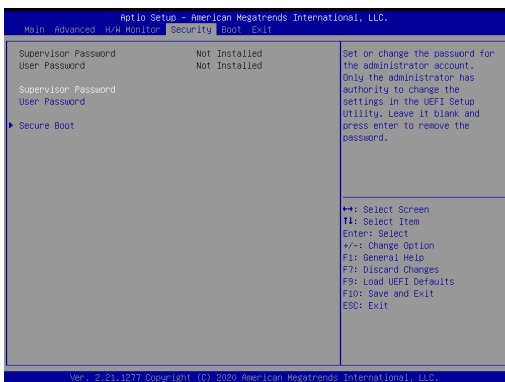 Aptio Setup – American Megatrends International, LLC.
Main Advanced H/W Monitor Security Boot Exit
Supervisor Password Not Installed
User Password Not Installed
Supervisor Password
User Password
Secure Boot
Set or change the password for
the administrator account.
Only the administrator has
authority to change the
settings in the UEFI Setup
Utility. Leave it blank and
press enter to remove the
password.
↔: Select Screen
↑↓: Select Item
Enter: Select
+/-: Change Option
F1: General Help
F7: Discard Changes
F9: Load UEFI Defaults
F10: Save and Exit
ESC: Exit
Ver. 2.21.1277 Copyright (C) 2020 American Megatrends International, LLC.